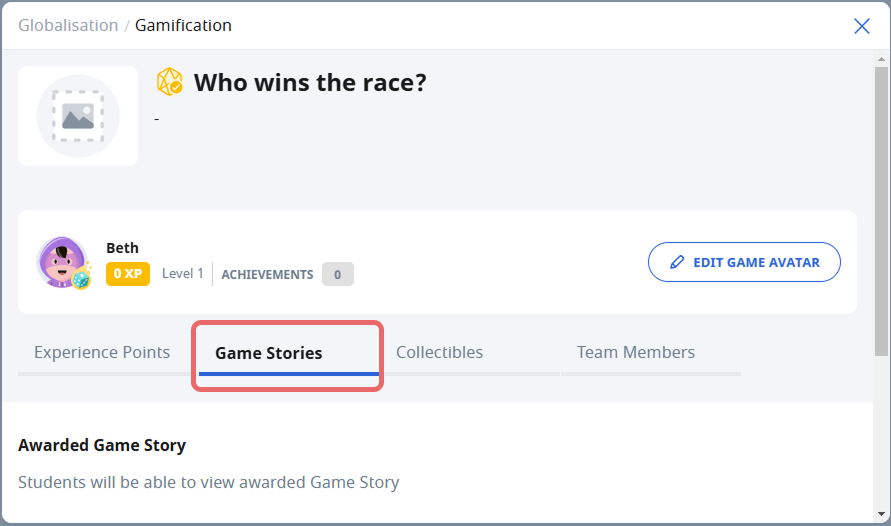 Globalisation / Gamification
Who wins the race?
-
Beth
0 XP Level 1 ACHIEVEMENTS 0
EDIT GAME AVATAR
Experience Points Game Stories Collectibles Team Members
Awarded Game Story
Students will be able to view awarded Game Story